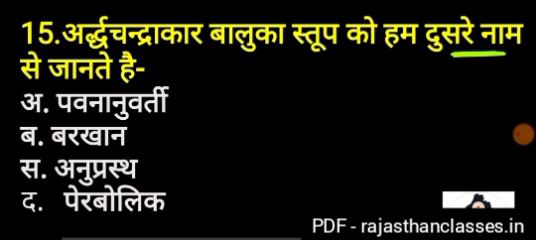 15.अर्द्धचन्द्राकार बालुका स्तूप को हम दुसरे नाम
से जानते है-
अ. पवनानुवर्ती
ब. बरखान
स. अनुप्रस्थ
द. पेरबोलिक
PDF - rajasthanclasses.in